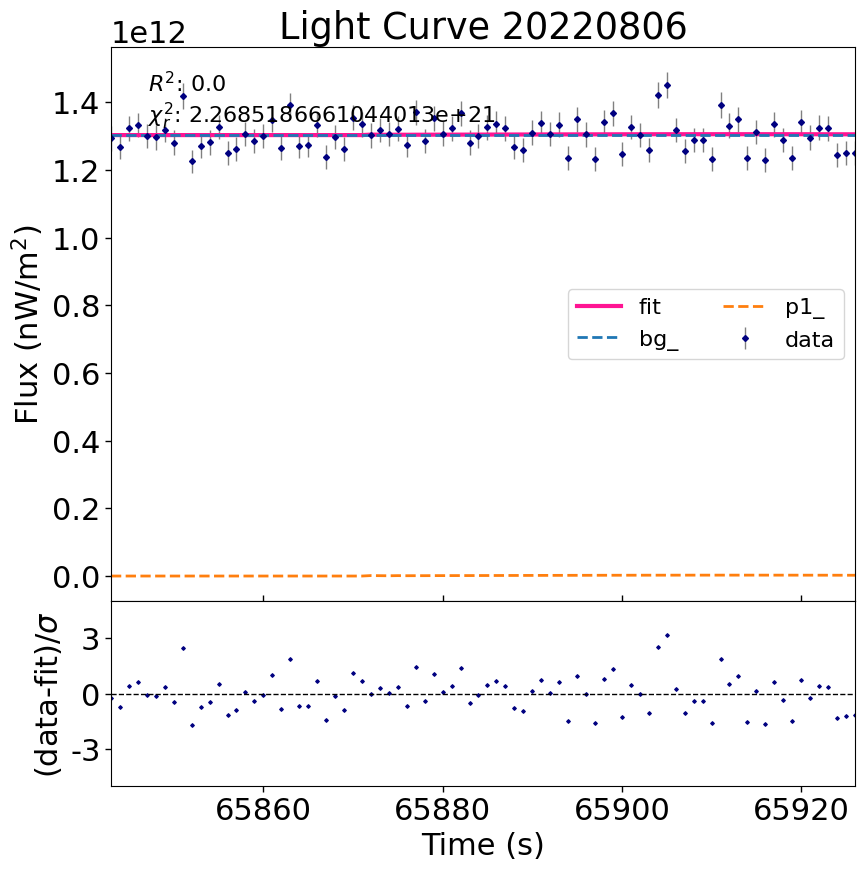 Light Curve 20220806
1e12
R²: 0.0
χ²: 2.2685186661044013e+21
1.4
1.2
1.0
0.8
0.6
0.4
0.2
0.0
Flux (nW/m²)
fit
bg_
p1_
data
3
0
-3
(data-fit)/σ
65860
65880
65900
65920
Time (s)